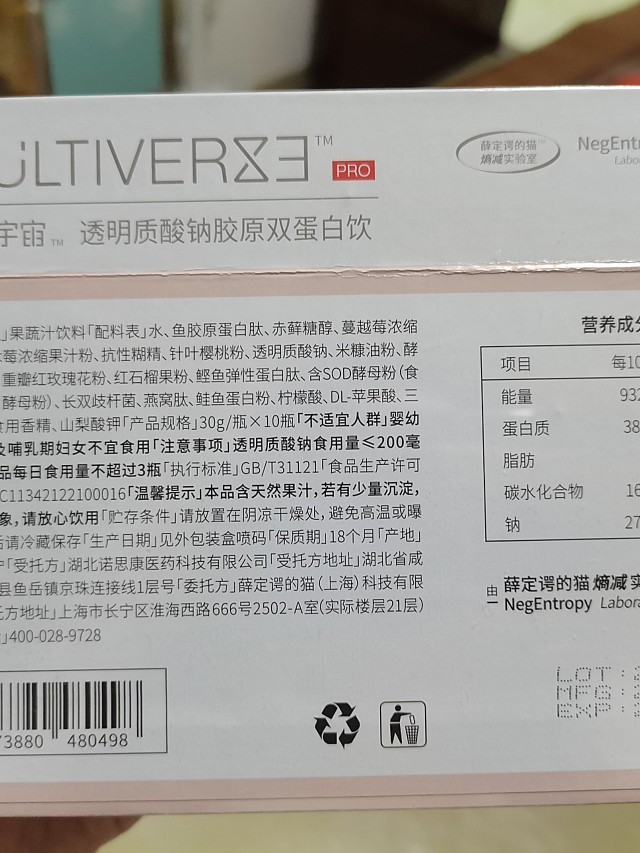 ULTIVERSE™ PRO
薛定谔的猫™
熵减实验室
NegEntr
Labo
宇宙™ 透明质酸钠胶原双蛋白饮
」果蔬汁饮料「配料表」水、鱼胶原蛋白肽、赤藓糖醇、蔓越莓浓缩
莓浓缩果汁粉、抗性糊精、针叶樱桃粉、透明质酸钠、米糠油粉、酵
重瓣红玫瑰花粉、红石榴果粉、鲣鱼弹性蛋白肽、含SOD酵母粉(食
酵母粉)、长双歧杆菌、燕窝肽、鲑鱼蛋白粉、柠檬酸、DL-苹果酸、三
食用香精、山梨酸钾「产品规格」30g/瓶×10瓶「不适宜人群」婴幼
及哺乳期妇女不宜食用「注意事项」透明质酸钠食用量≤200毫
品每日食用量不超过3瓶「执行标准」GB/T31121「食品生产许可
C11342122100016「温馨提示」本品含天然果汁，若有少量沉淀，
象，请放心饮用「贮存条件」请放置在阴凉干燥处，避免高温或曝
后请冷藏保存「生产日期」见外包装盒喷码「保质期」18个月「产地」
「受托方」湖北诺思康医药科技有限公司「受托方地址」湖北省咸
县鱼岳镇京珠连接线1层号「委托方」薛定谔的猫(上海)科技有限
托方地址」上海市长宁区淮海西路666号2502-A室(实际楼层21层)
」400-028-9728
营养成分
项目 每10
能量 932
蛋白质 38
脂肪
碳水化合物 16
钠 27
由 薛定谔的猫 熵减实
NegEntropy Labora
73880 480498
LOT:2
MFG:2
EXP:2